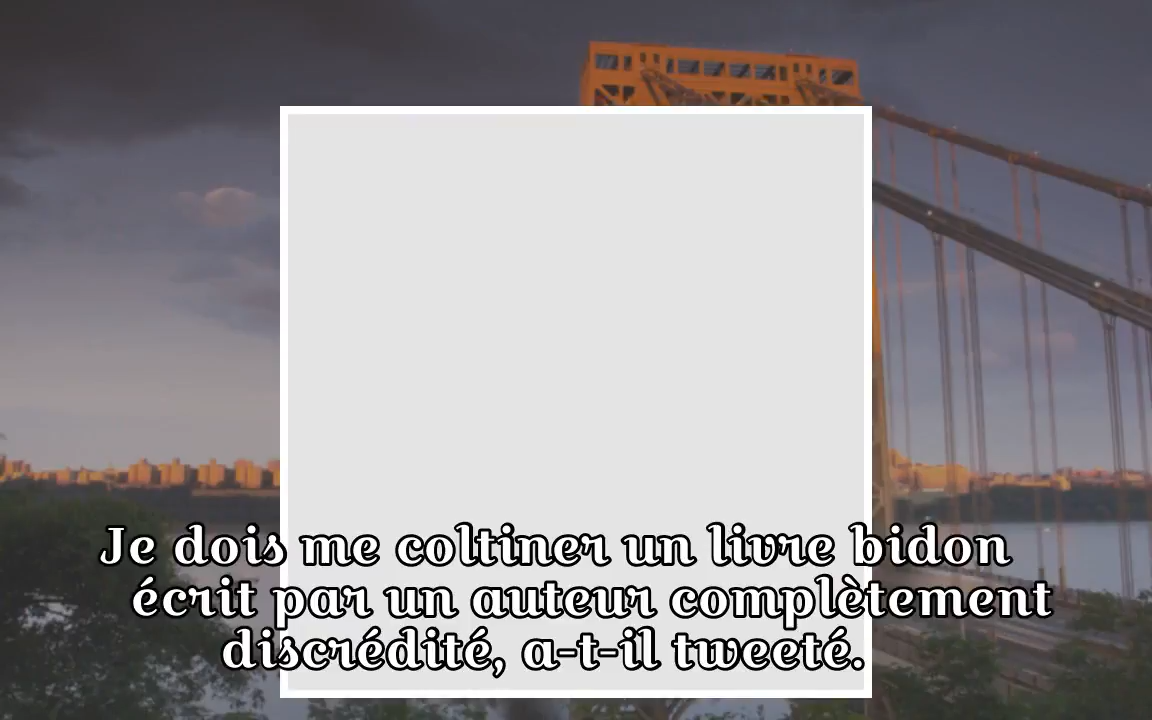 Je dois me coltiner un livre bidon
écrit par un auteur complètement
discrédité, a-t-il tweeté.